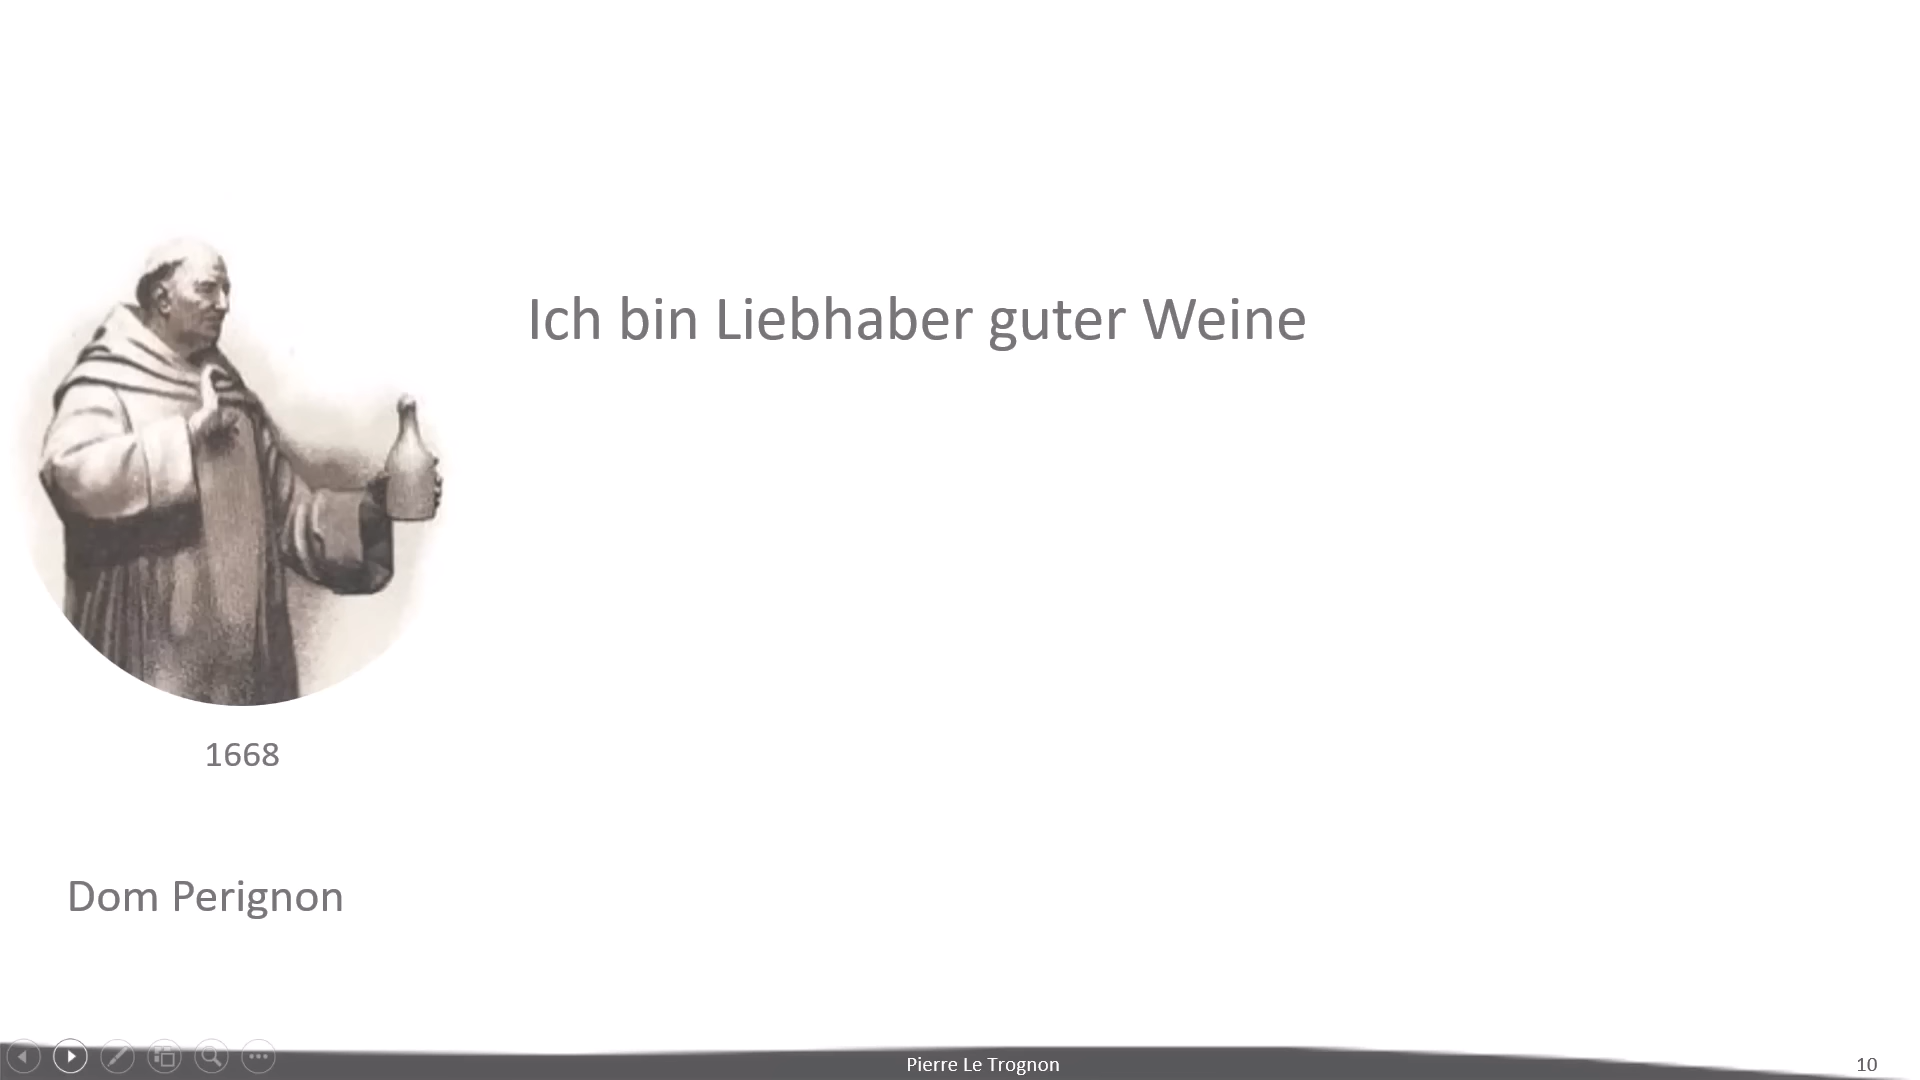 Ich bin Liebhaber guter Weine
1668
Dom Perignon
Pierre Le Trognon
10